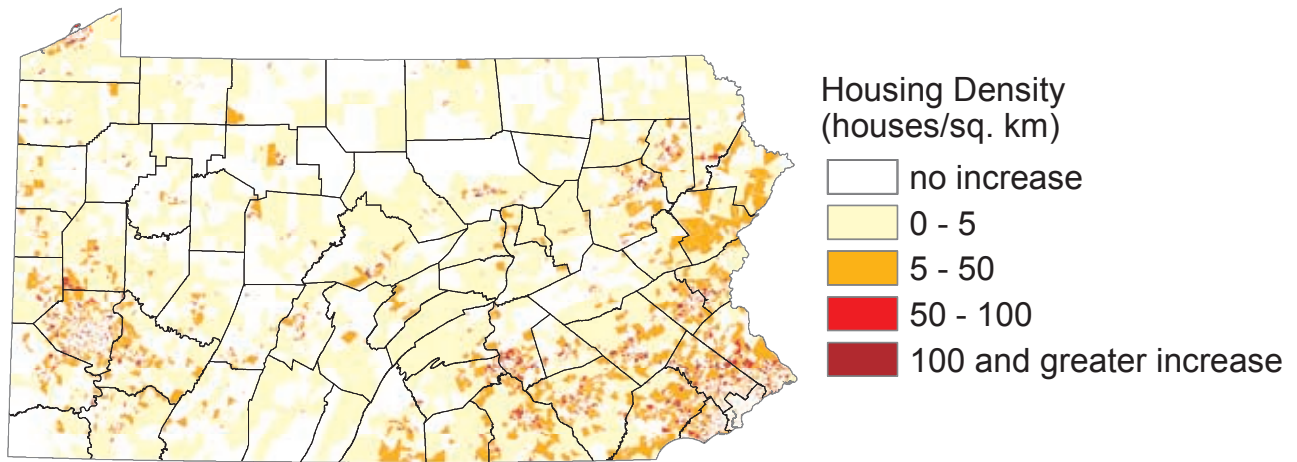 Housing Density
(houses/sq. km)
no increase
0 - 5
5 - 50
50 - 100
100 and greater increase